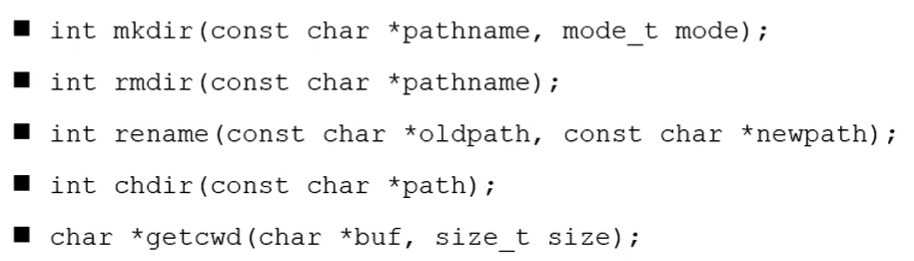 ■ int mkdir(const char *pathname, mode_t mode);
■ int rmdir(const char *pathname);
■ int rename(const char *oldpath, const char *newpath);
■ int chdir(const char *path);
■ char *getcwd(char *buf, size_t size);